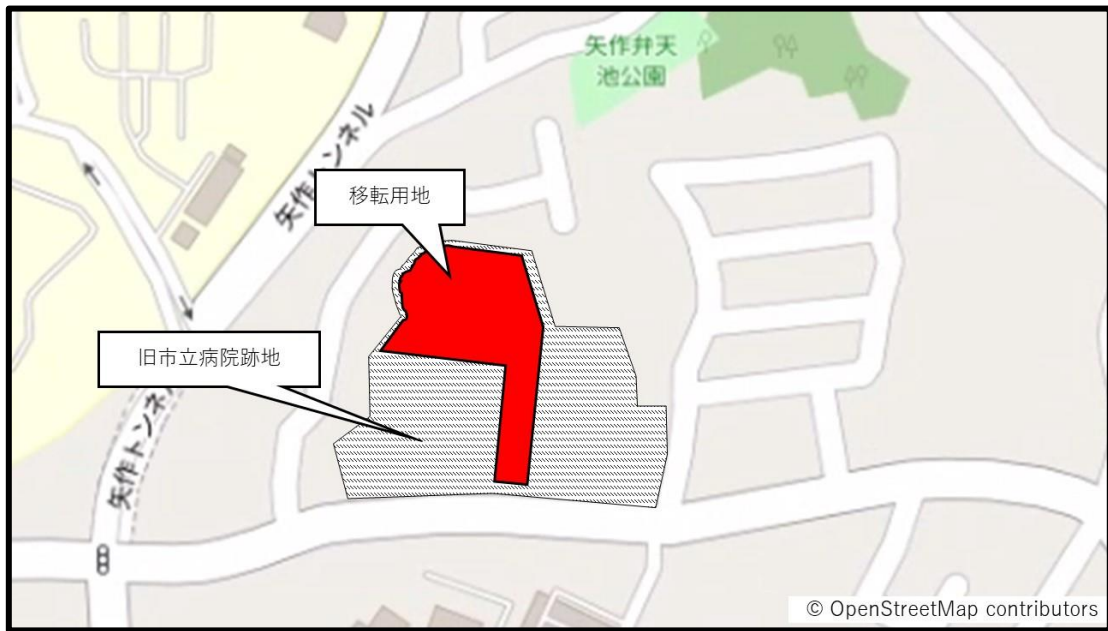 矢作弁天
池公園
矢作トンネル
移転用地
旧市立病院跡地
矢作トンネル
© OpenStreetMap contributors